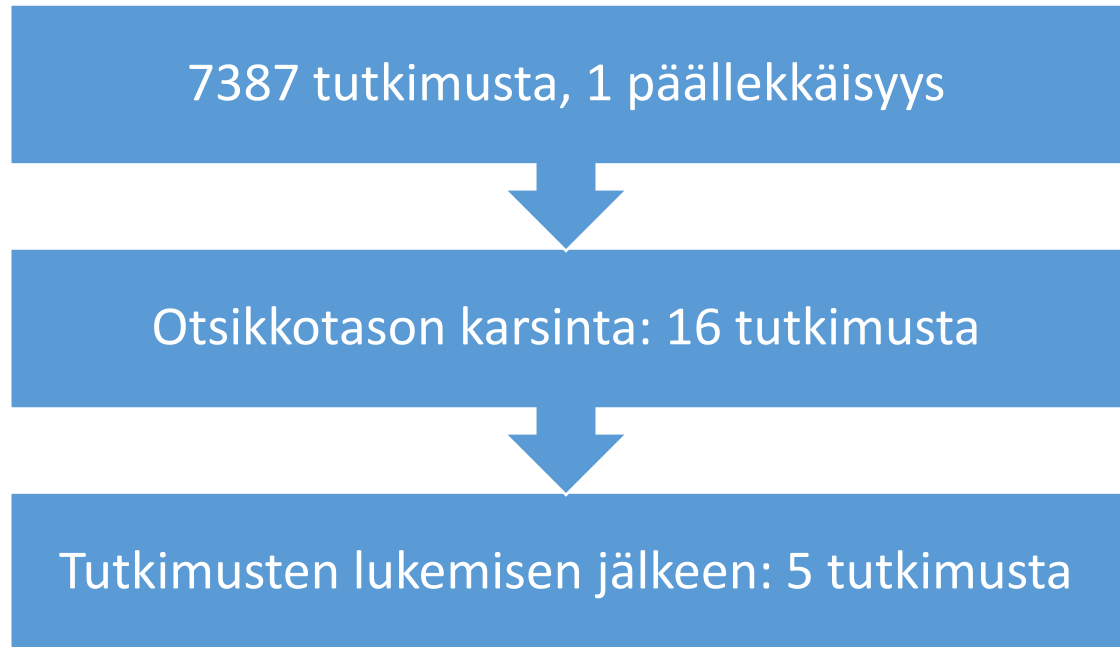 7387 tutkimusta, 1 päällekkäisyys
Otsikkotason karsinta: 16 tutkimusta
Tutkimusten lukemisen jälkeen: 5 tutkimusta